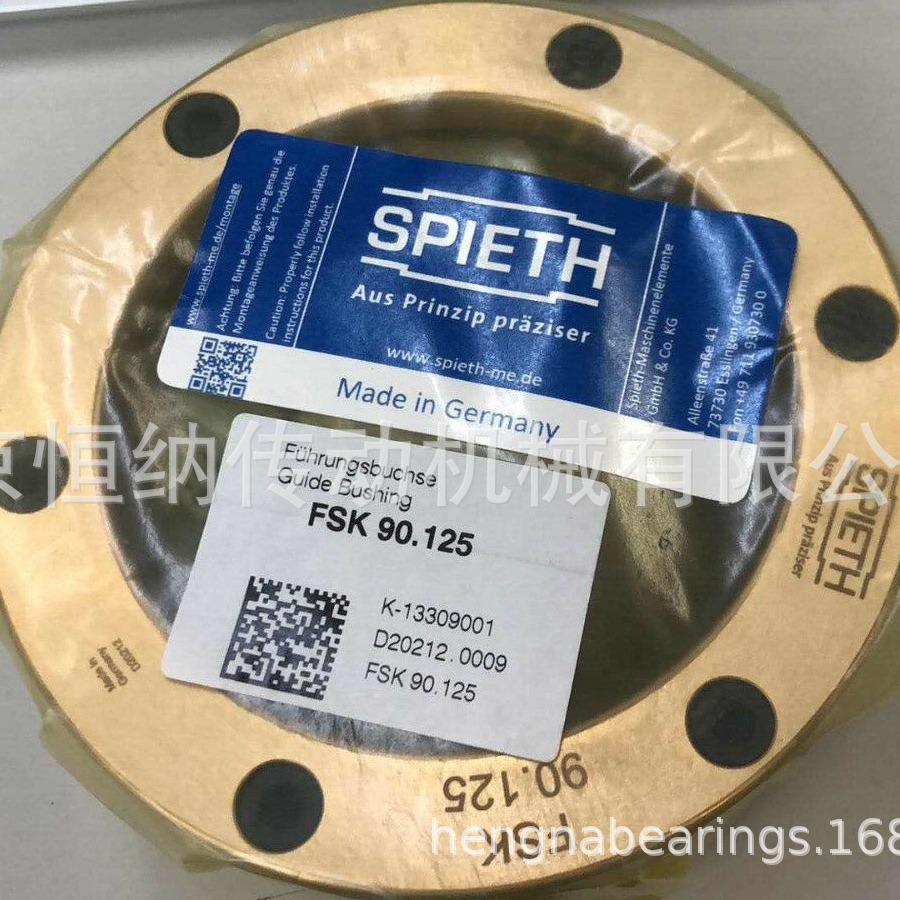 www.spieth-me.de/montage
Achtung: Bitte befolgen Sie genau die
Montageanweisung des Produktes.
Caution: Properly follow installation
instructions for this product.
SPIETH
Aus Prinzip präziser
www.spieth-me.de
Made in Germany
Spieth-Maschinenelemente
GmbH & Co. KG
Alleenstraße 41
73730 Esslingen / Germany
Fon +49 711 930730 0
恒纳传动机械有限公
Führungsbuchse
Guide Bushing
FSK 90.125
K-13309001
D20212.0009
FSK 90.125
SPIETH
Aus Prinzip präziser
Made in
Germany
D20212
FSK
90.125
hengnabearings.168